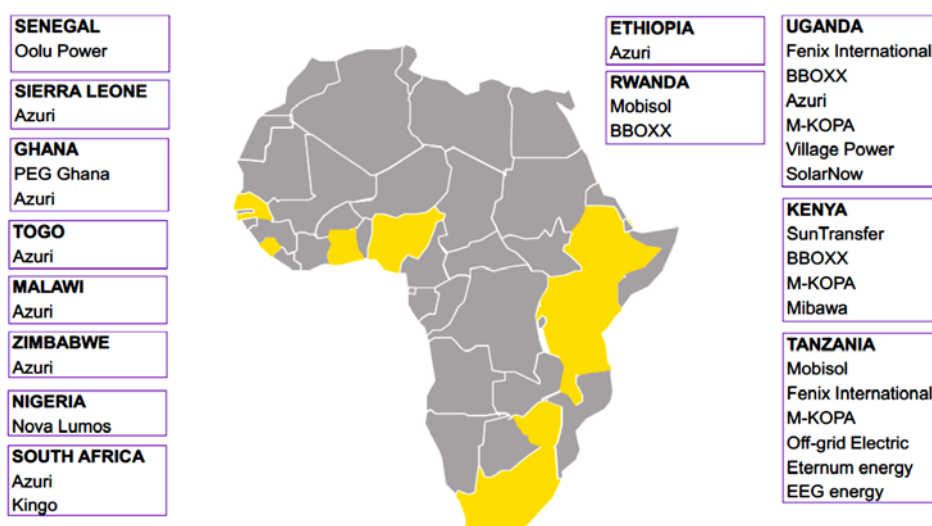 SENEGAL
Oolu Power
SIERRA LEONE
Azuri
GHANA
PEG Ghana
Azuri
TOGO
Azuri
MALAWI
Azuri
ZIMBABWE
Azuri
NIGERIA
Nova Lumos
SOUTH AFRICA
Azuri
Kingo
ETHIOPIA
Azuri
RWANDA
Mobisol
BBOXX
UGANDA
Fenix International
BBOXX
Azuri
M-KOPA
Village Power
SolarNow
KENYA
SunTransfer
BBOXX
M-KOPA
Mibawa
TANZANIA
Mobisol
Fenix International
M-KOPA
Off-grid Electric
Eternum energy
EEG energy